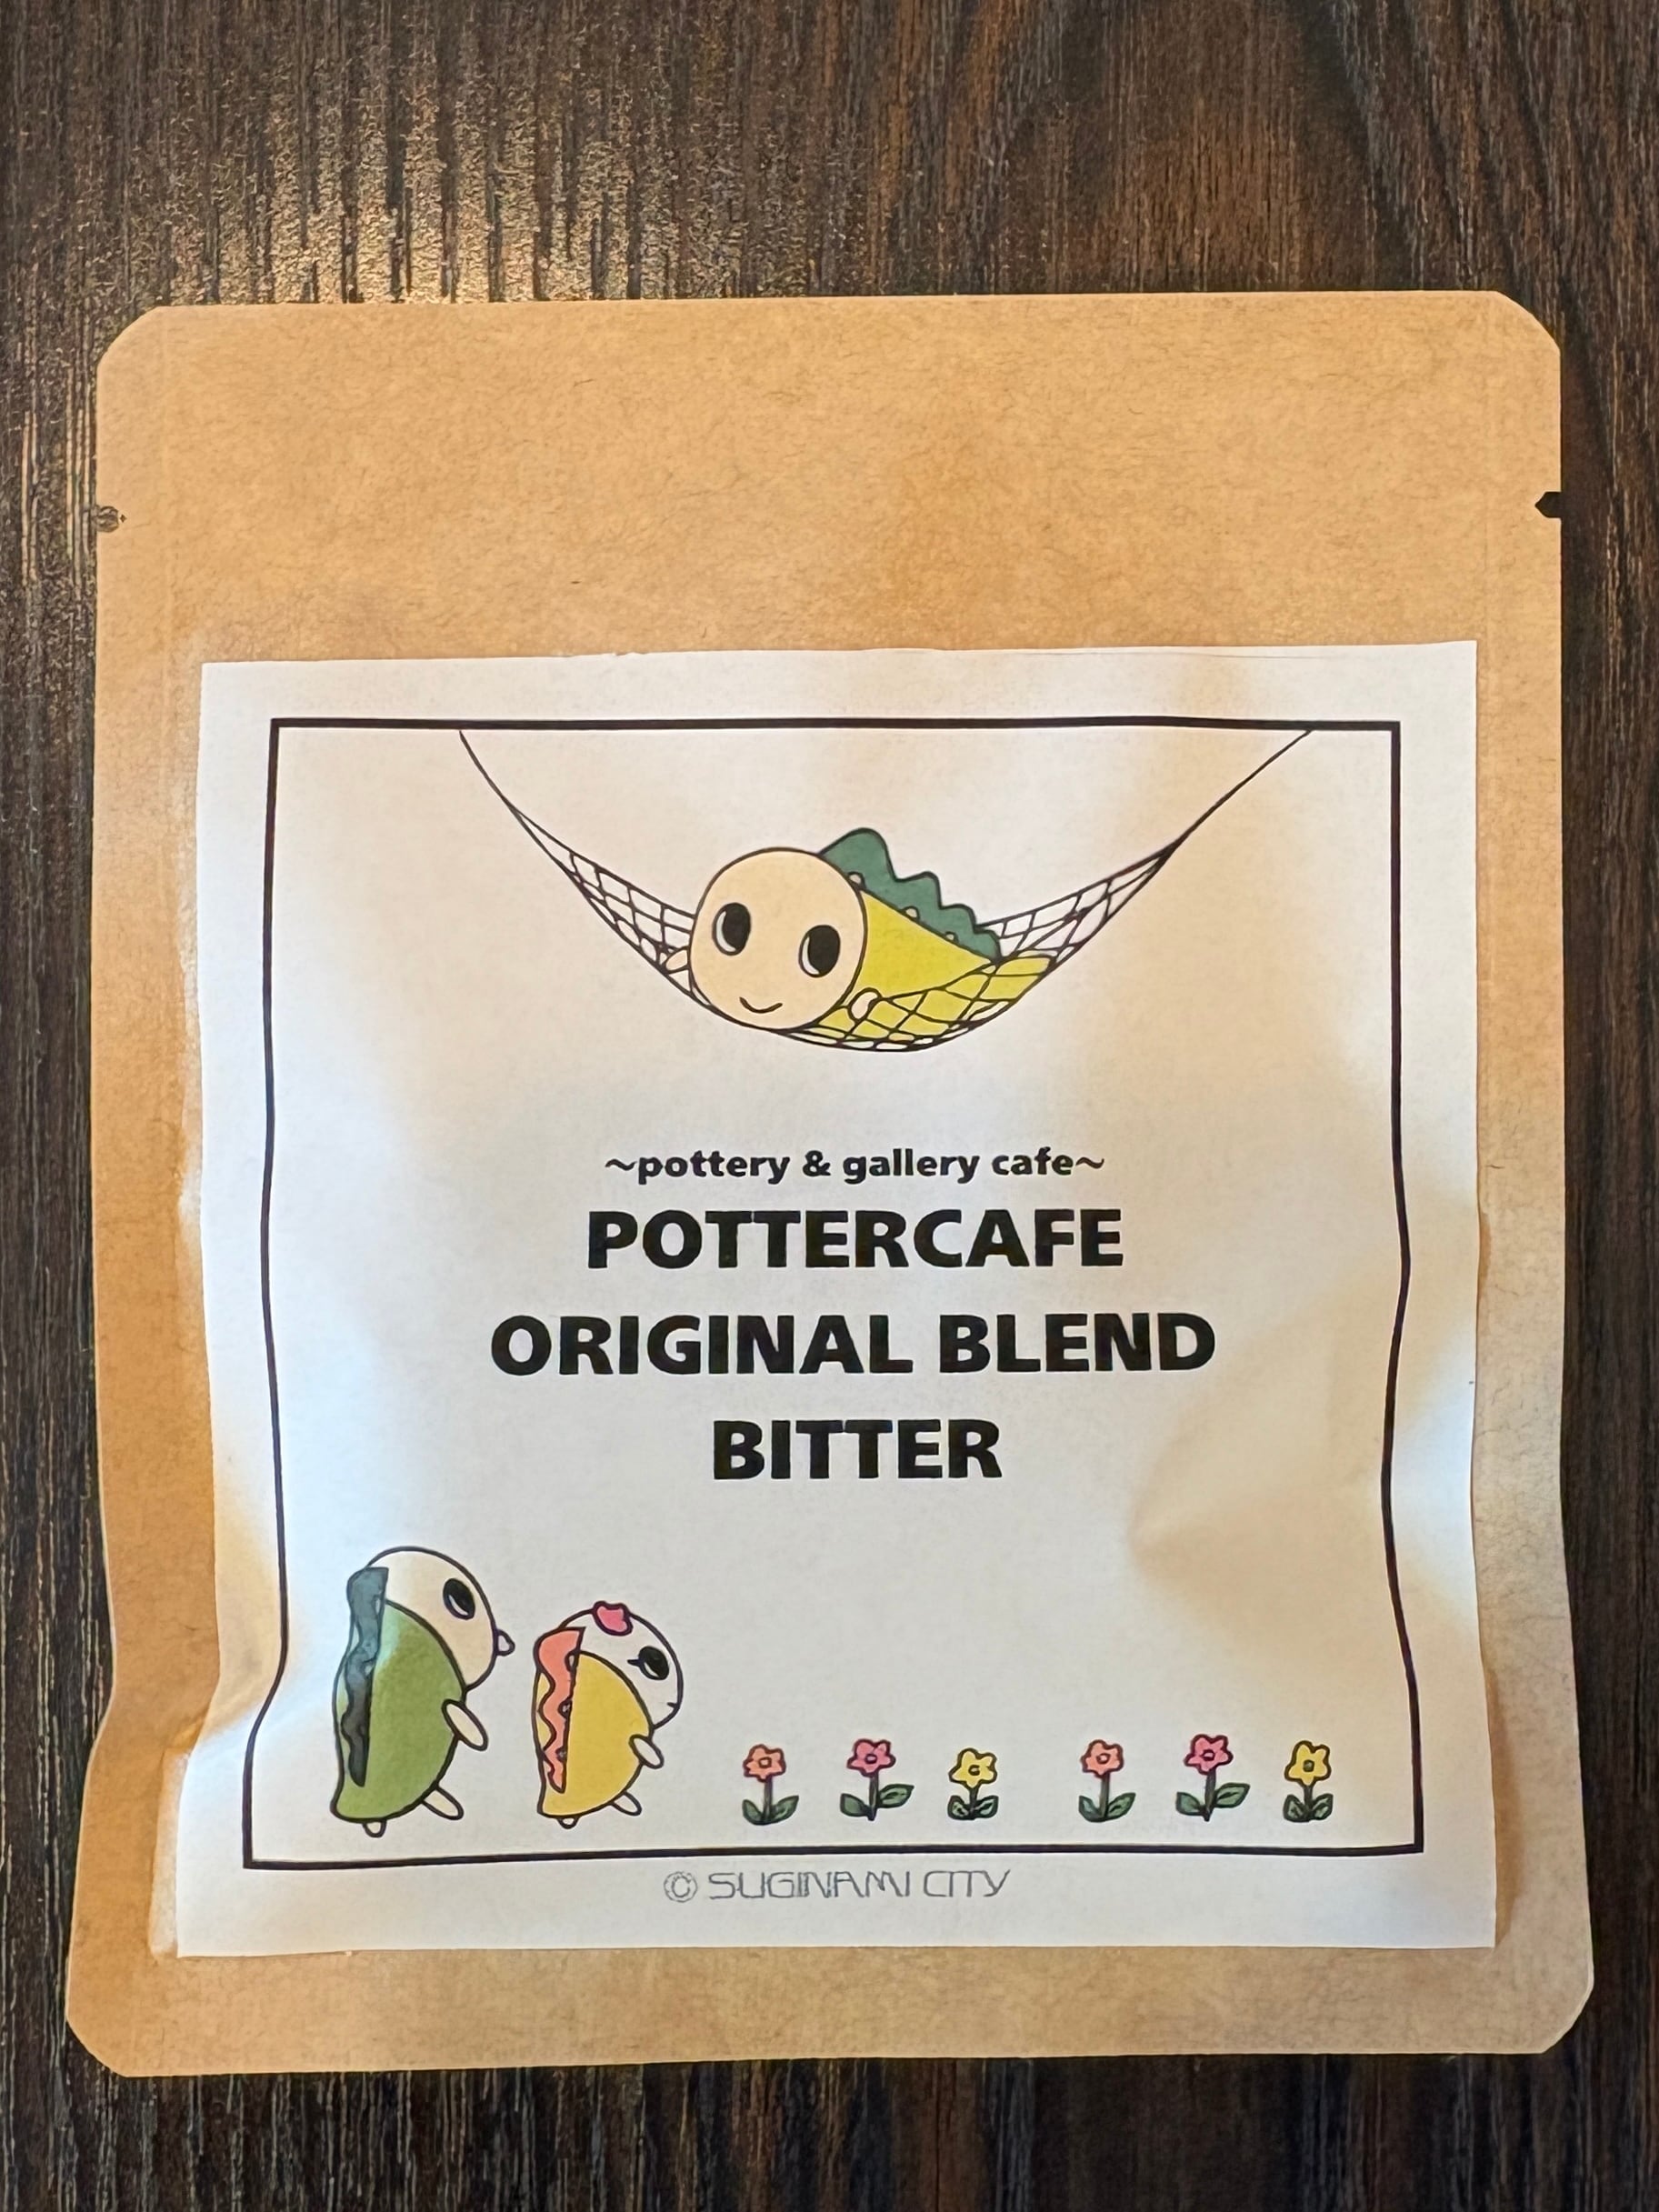 ~pottery & gallery cafe~
POTTERCAFE
ORIGINAL BLEND
BITTER
© SUGINAMI CITY